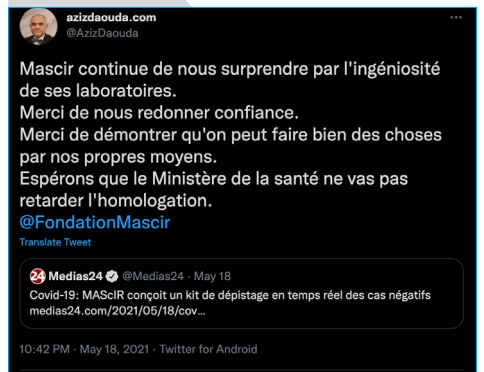 azizdaouda.com
@AzizDaouda
Mascir continue de nous surprendre par l'ingéniosité
de ses laboratoires.
Merci de nous redonner confiance.
Merci de démontrer qu'on peut faire bien des choses
par nos propres moyens.
Espérons que le Ministère de la santé ne vas pas
retarder l'homologation.
@FondationMascir
Translate Tweet
24 Medias24 @Medias24 · May 18
Covid-19: MAScIR conçoit un kit de dépistage en temps réel des cas négatifs
medias24.com/2021/05/18/cov...
10:42 PM · May 18, 2021 · Twitter for Android